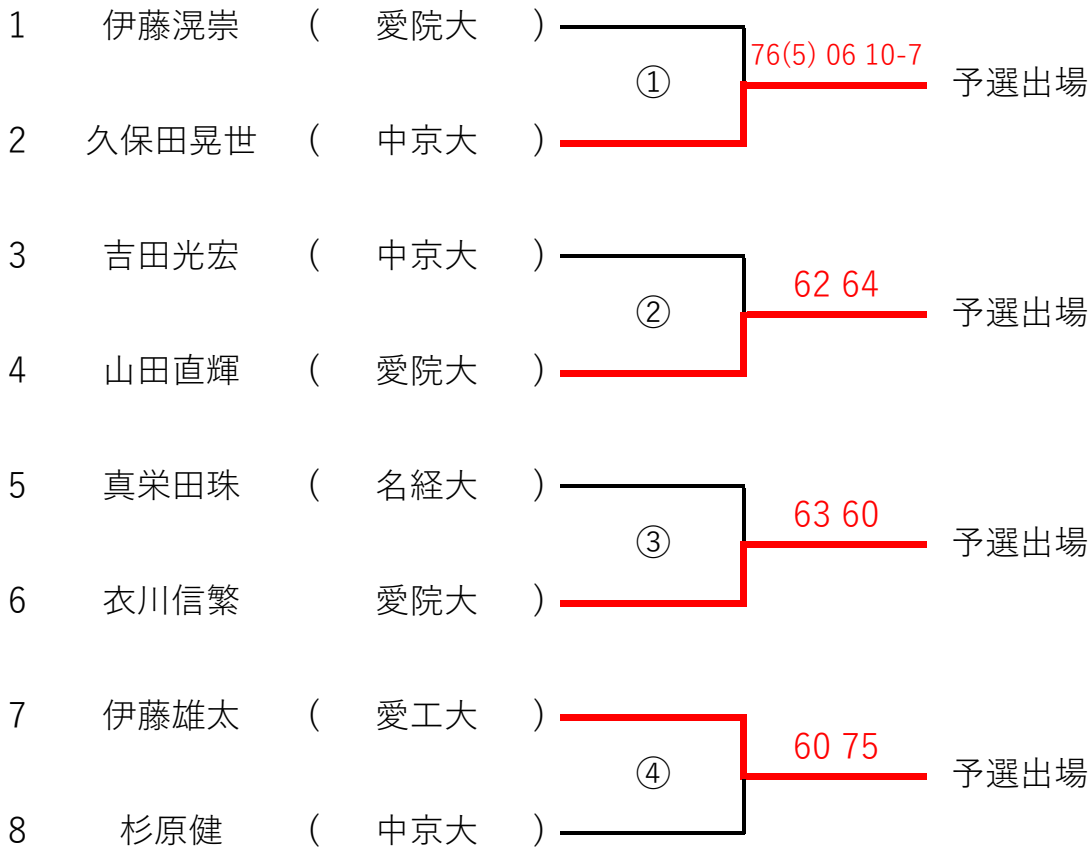 1 伊藤滉崇 ( 愛院大 )
76(5) 06 10-7
① 予選出場
2 久保田晃世 ( 中京大 )
3 吉田光宏 ( 中京大 )
62 64
② 予選出場
4 山田直輝 ( 愛院大 )
5 真栄田珠 ( 名経大 )
63 60
③ 予選出場
6 衣川信繁 愛院大 )
7 伊藤雄太 ( 愛工大 )
60 75
④ 予選出場
8 杉原健 ( 中京大 )